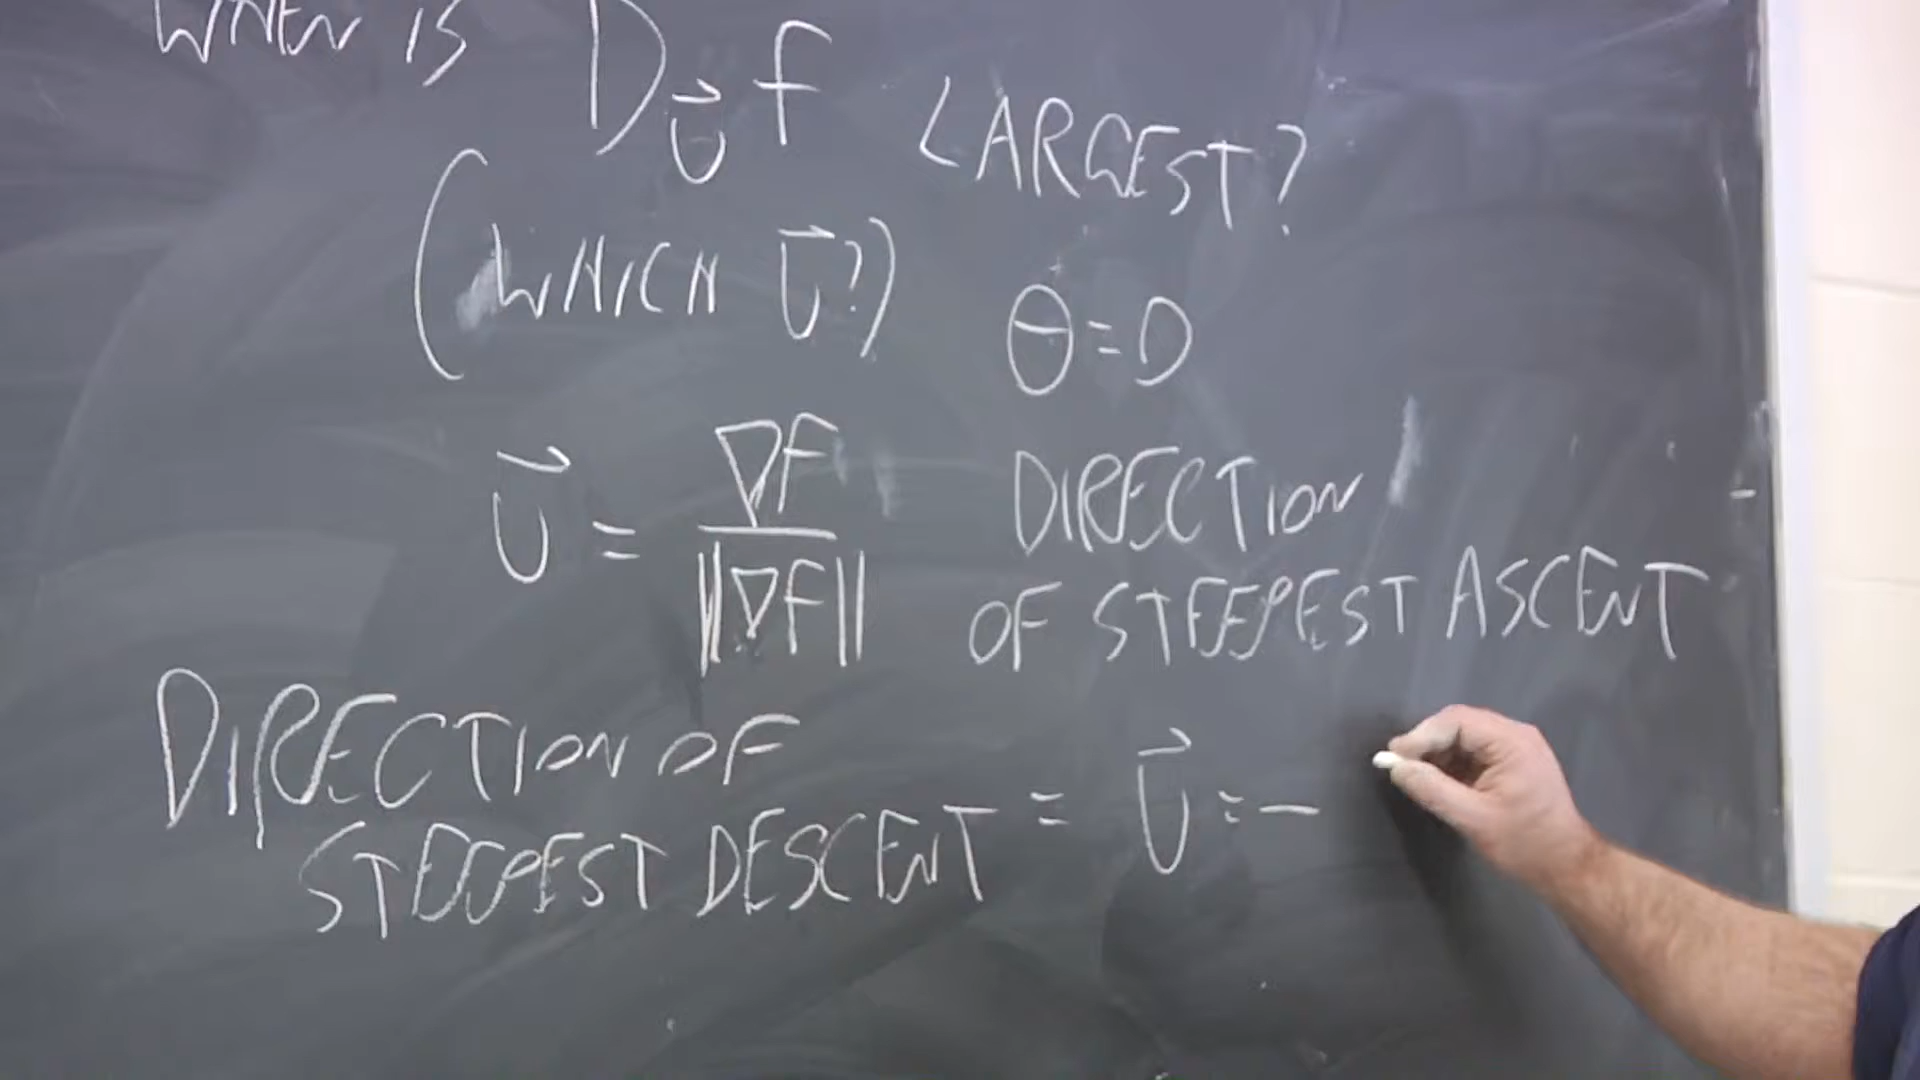 WHEN IS D_u⃗ f LARGEST?
(WHICH u⃗?)
θ = 0
u⃗ = ∇f / ||∇f||
DIRECTION
OF STEEPEST ASCENT
DIRECTION OF
STEEPEST DESCENT = u⃗ = −